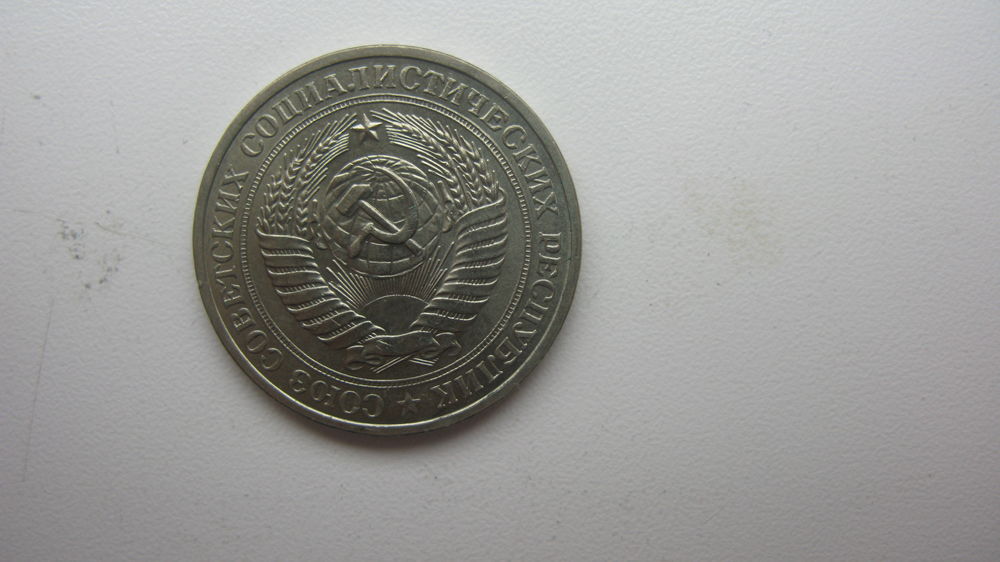 СОЮЗ СОВЕТСКИХ СОЦИАЛИСТИЧЕСКИХ РЕСПУБЛИК